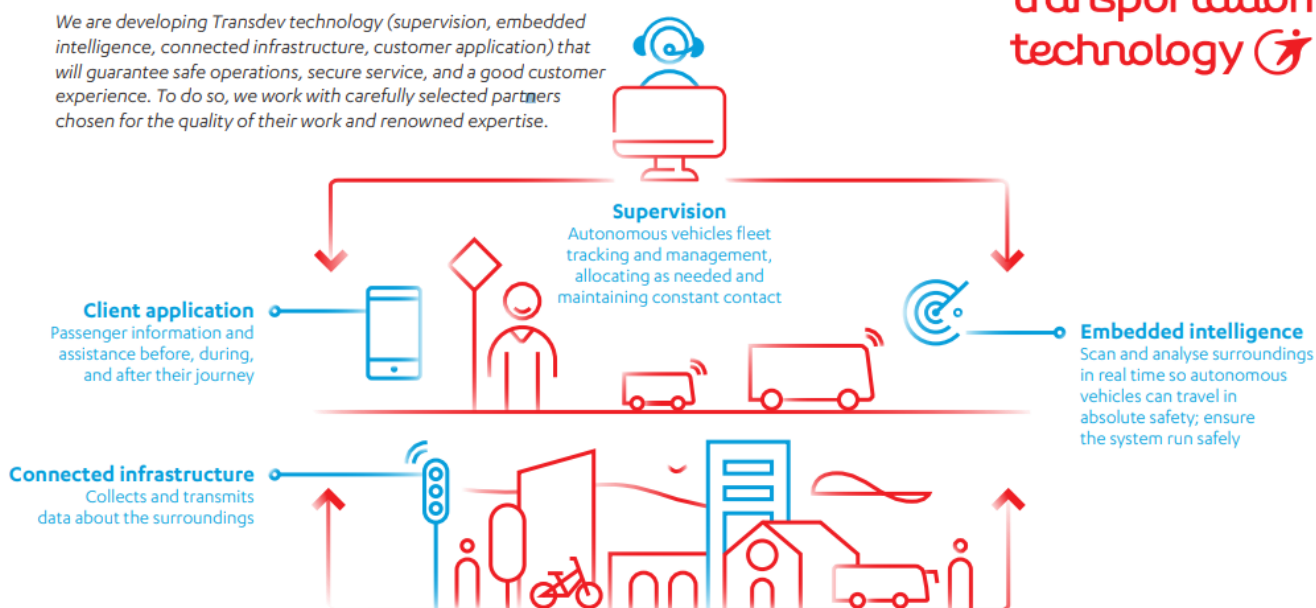 We are developing Transdev technology (supervision, embedded
intelligence, connected infrastructure, customer application) that
will guarantee safe operations, secure service, and a good customer
experience. To do so, we work with carefully selected partners
chosen for the quality of their work and renowned expertise.
transportation
technology
Supervision
Autonomous vehicles fleet
tracking and management,
allocating as needed and
maintaining constant contact
Client application
Passenger information and
assistance before, during,
and after their journey
Embedded intelligence
Scan and analyse surroundings
in real time so autonomous
vehicles can travel in
absolute safety; ensure
the system run safely
Connected infrastructure
Collects and transmits
data about the surroundings